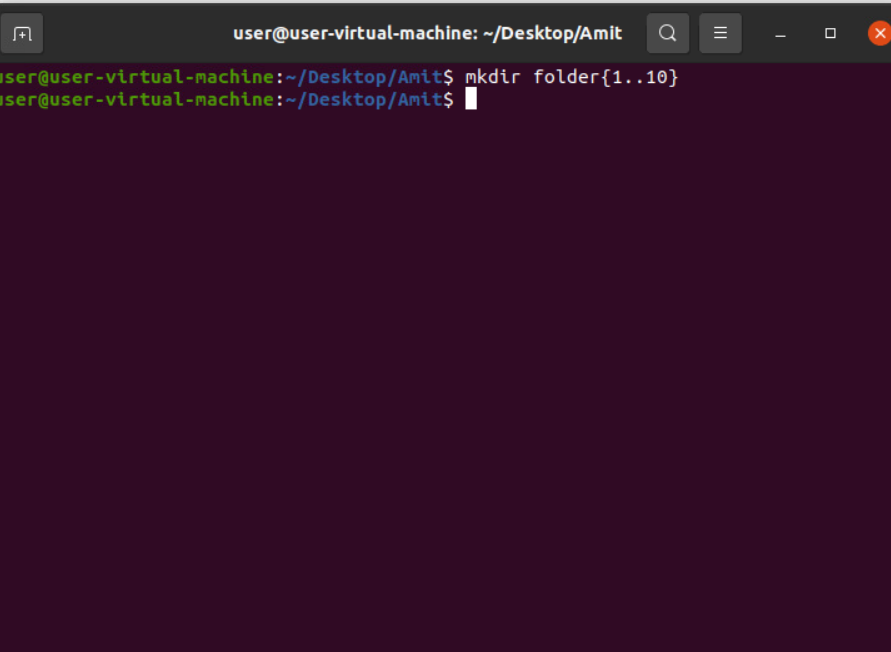 user@user-virtual-machine: ~/Desktop/Amit
user@user-virtual-machine:~/Desktop/Amit$ mkdir folder{1..10}
user@user-virtual-machine:~/Desktop/Amit$